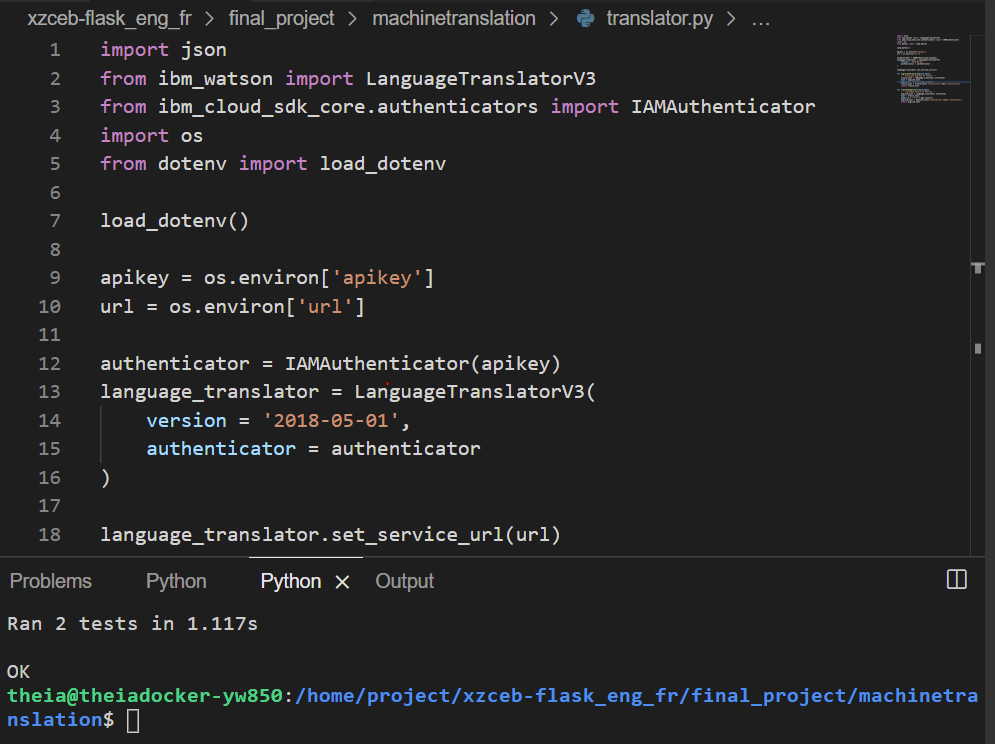 xzceb-flask_eng_fr > final_project > machinetranslation > translator.py > ...
1 import json
2 from ibm_watson import LanguageTranslatorV3
3 from ibm_cloud_sdk_core.authenticators import IAMAuthenticator
4 import os
5 from dotenv import load_dotenv
6
7 load_dotenv()
8
9 apikey = os.environ['apikey']
10 url = os.environ['url']
11
12 authenticator = IAMAuthenticator(apikey)
13 language_translator = LanguageTranslatorV3(
14     version = '2018-05-01',
15     authenticator = authenticator
16 )
17
18 language_translator.set_service_url(url)
Problems Python Python × Output
Ran 2 tests in 1.117s
OK
theia@theiadocker-yw850:/home/project/xzceb-flask_eng_fr/final_project/machinetra
nslation$